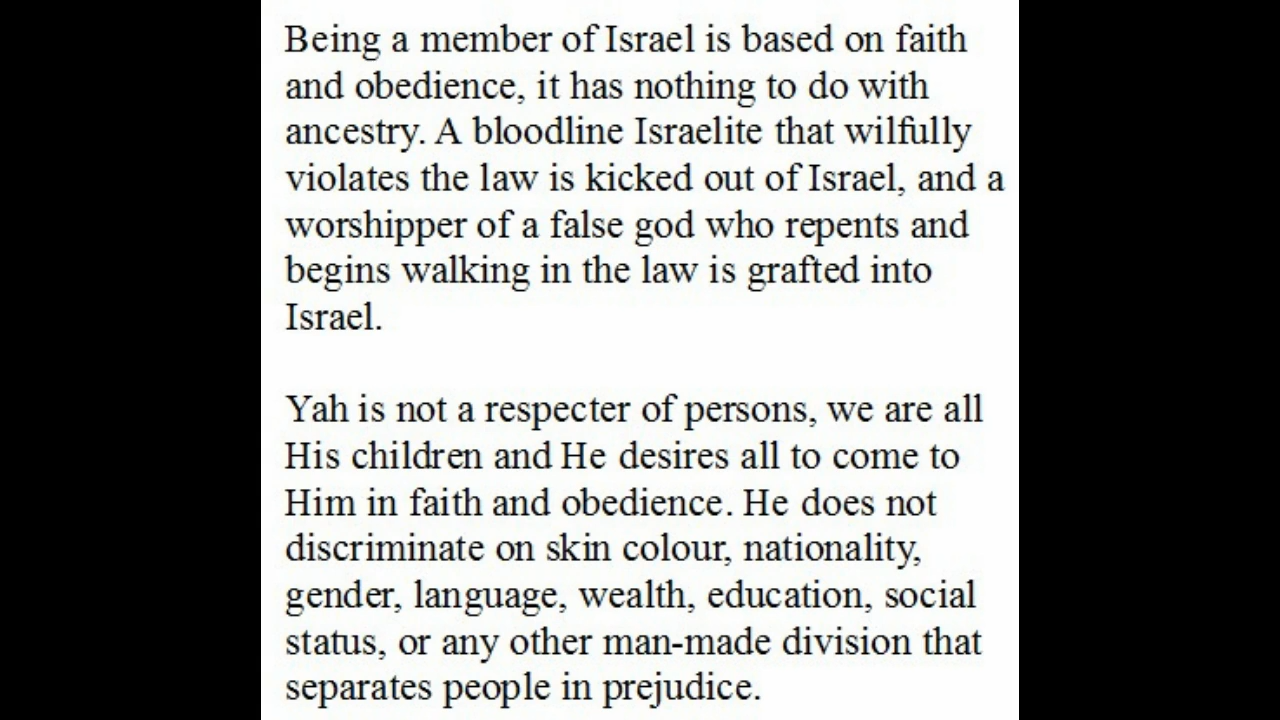 Being a member of Israel is based on faith
and obedience, it has nothing to do with
ancestry. A bloodline Israelite that wilfully
violates the law is kicked out of Israel, and a
worshipper of a false god who repents and
begins walking in the law is grafted into
Israel.
Yah is not a respecter of persons, we are all
His children and He desires all to come to
Him in faith and obedience. He does not
discriminate on skin colour, nationality,
gender, language, wealth, education, social
status, or any other man-made division that
separates people in prejudice.